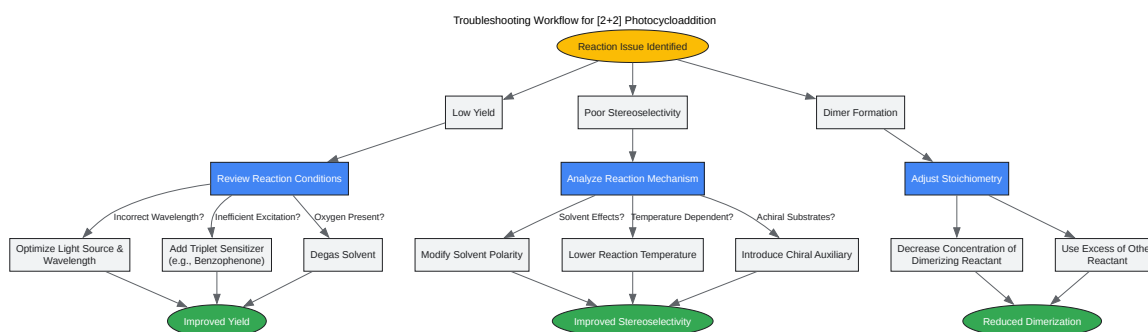 Troubleshooting Workflow for [2+2] Photocycloaddition
Reaction Issue Identified
Low Yield
Poor Stereoselectivity
Dimer Formation
Review Reaction Conditions
Analyze Reaction Mechanism
Adjust Stoichiometry
Incorrect Wavelength?
Inefficient Excitation?
Oxygen Present?
Solvent Effects?
Temperature Dependent?
Achiral Substrates?
Optimize Light Source &
Wavelength
Add Triplet Sensitizer
(e.g., Benzophenone)
Degas Solvent
Modify Solvent Polarity
Lower Reaction Temperature
Introduce Chiral Auxiliary
Decrease Concentration of
Dimerizing Reactant
Use Excess of Othe
Reactant
Improved Yield
Improved Stereoselectivity
Reduced Dimerization